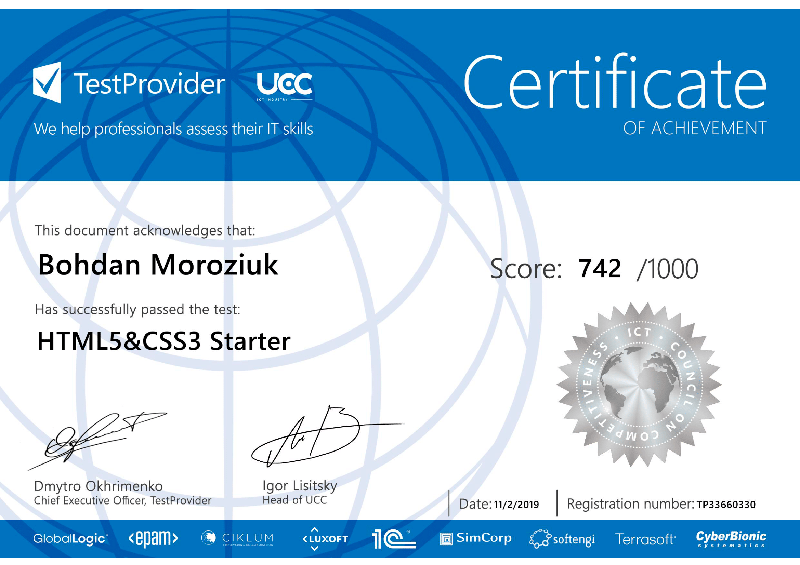 TestProvider
UCC
We help professionals assess their IT skills
Certificate
OF ACHIEVEMENT
This document acknowledges that:
Bohdan Moroziuk
Score: 742 /1000
Has successfully passed the test:
HTML5&CSS3 Starter
ICT COUNCIL ON COMPETITIVENESS
Dmytro Okhrimenko
Chief Executive Officer, TestProvider
Igor Lisitsky
Head of UCC
Date: 11/2/2019
Registration number: TP33660330
GlobalLogic
<epam>
CIKLUM
LUXOFT
1C
SimCorp
softengi
Terrasoft
CyberBionic
systematics